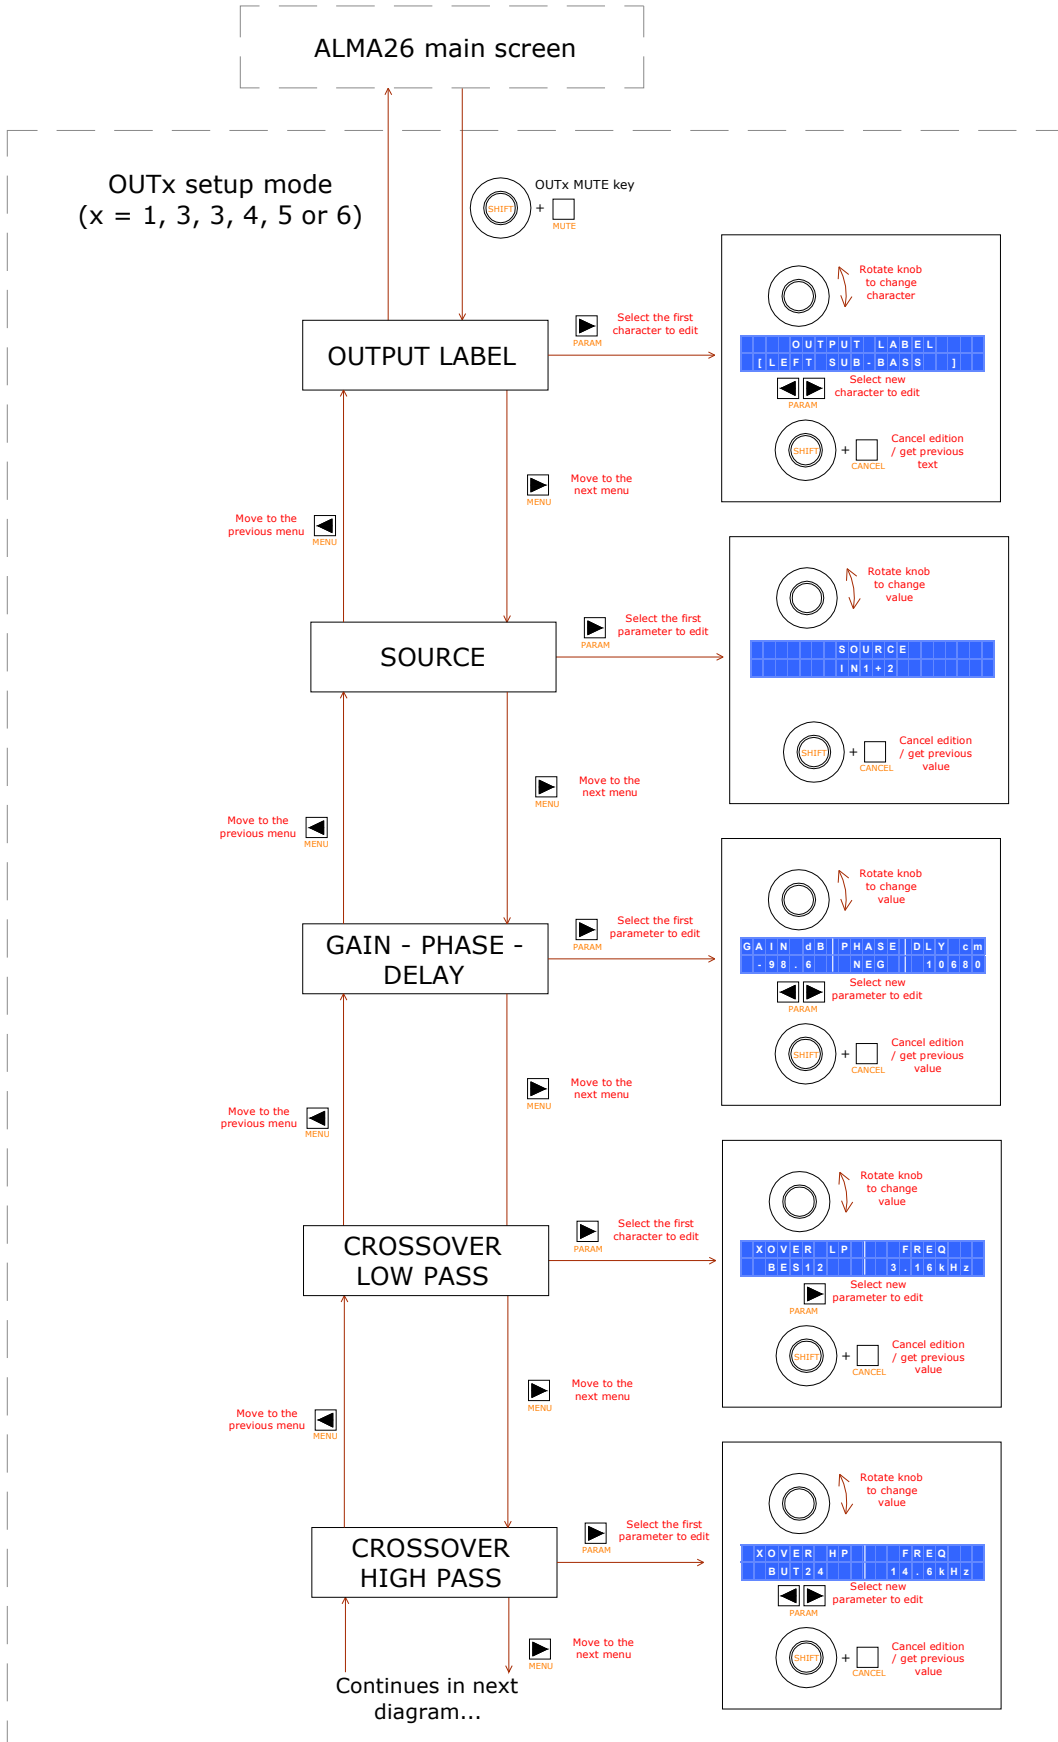 ALMA26 main screen
OUTx setup mode
(x = 1, 3, 3, 4, 5 or 6)
OUTx MUTE key
SHIFT
+
MUTE
OUTPUT LABEL
Select the first
character to edit
PARAM
Rotate knob
to change
character
OUTPUT LABEL
[LEFT SUB-BASS ]
Select new
character to edit
PARAM
SHIFT
+
CANCEL
Cancel edition
/ get previous
text
Move to the
next menu
MENU
Move to the
previous menu
MENU
SOURCE
Select the first
parameter to edit
PARAM
Rotate knob
to change
value
SOURCE
IN1+2
SHIFT
+
CANCEL
Cancel edition
/ get previous
value
Move to the
next menu
MENU
Move to the
previous menu
MENU
GAIN - PHASE -
DELAY
Select the first
parameter to edit
PARAM
Rotate knob
to change
value
GAIN dB PHASE DLY cm
-98.6 NEG 10680
Select new
parameter to edit
PARAM
SHIFT
+
CANCEL
Cancel edition
/ get previous
value
Move to the
next menu
MENU
Move to the
previous menu
MENU
CROSSOVER
LOW PASS
Select the first
character to edit
PARAM
Rotate knob
to change
value
XOVER LP FREQ
BES12 3.16kHz
Select new
parameter to edit
PARAM
SHIFT
+
CANCEL
Cancel edition
/ get previous
value
Move to the
next menu
MENU
Move to the
previous menu
MENU
CROSSOVER
HIGH PASS
Select the first
parameter to edit
PARAM
Rotate knob
to change
value
XOVER HP FREQ
BUT24 14.6kHz
Select new
parameter to edit
PARAM
SHIFT
+
CANCEL
Cancel edition
/ get previous
value
Move to the
next menu
MENU
Continues in next
diagram...